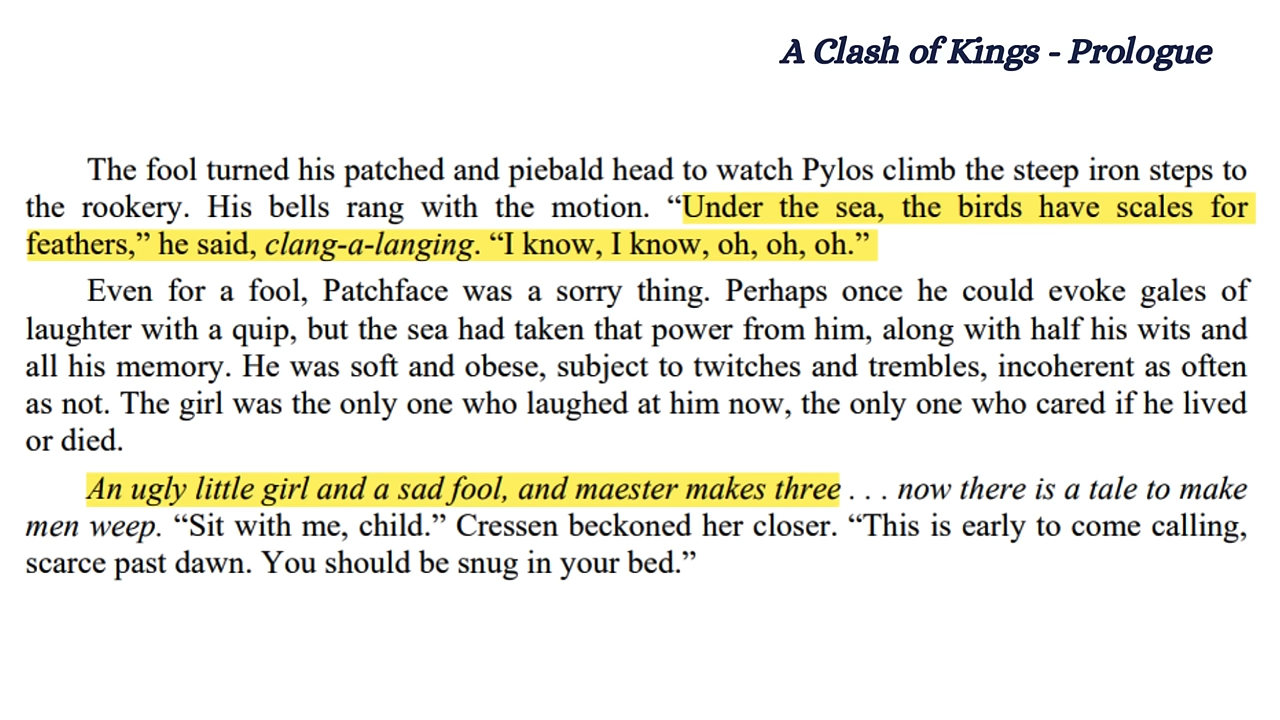 A Clash of Kings - Prologue
The fool turned his patched and piebald head to watch Pylos climb the steep iron steps to
the rookery. His bells rang with the motion. “Under the sea, the birds have scales for
feathers,” he said, clang-a-langing. “I know, I know, oh, oh, oh.”
Even for a fool, Patchface was a sorry thing. Perhaps once he could evoke gales of
laughter with a quip, but the sea had taken that power from him, along with half his wits and
all his memory. He was soft and obese, subject to twitches and trembles, incoherent as often
as not. The girl was the only one who laughed at him now, the only one who cared if he lived
or died.
An ugly little girl and a sad fool, and maester makes three . . . now there is a tale to make
men weep. “Sit with me, child.” Cressen beckoned her closer. “This is early to come calling,
scarce past dawn. You should be snug in your bed.”